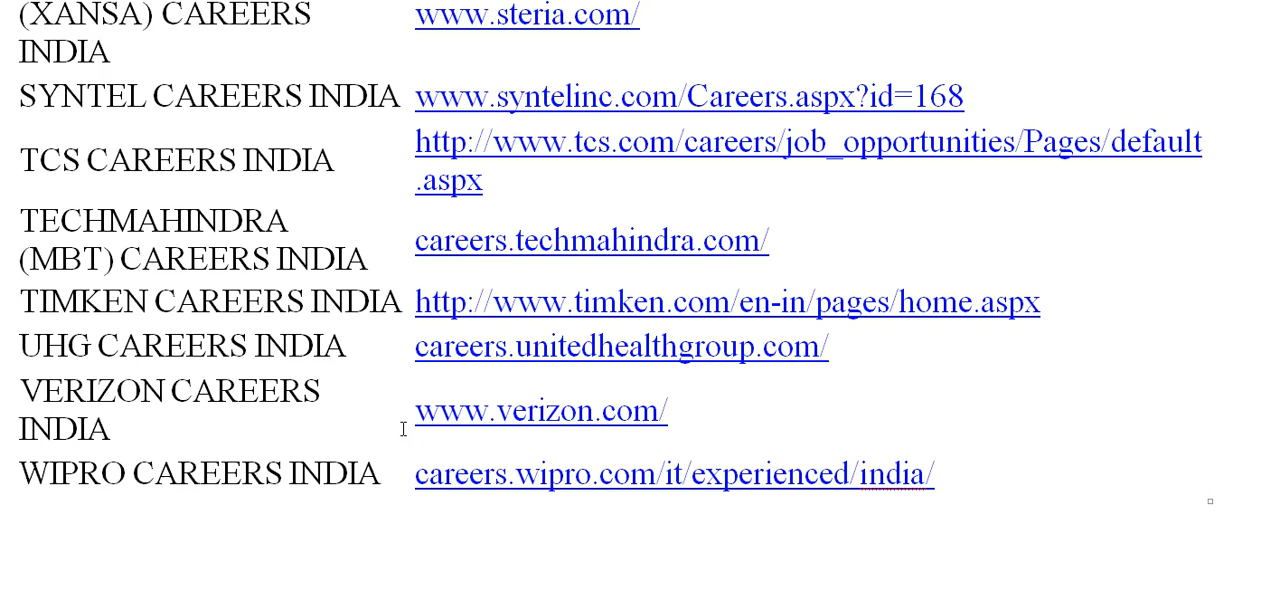 (XANSA) CAREERS
INDIA
www.steria.com/
SYNTEL CAREERS INDIA www.syntelinc.com/Careers.aspx?id=168
TCS CAREERS INDIA
http://www.tcs.com/careers/job_opportunities/Pages/default
.aspx
TECHMAHINDRA
(MBT) CAREERS INDIA
careers.techmahindra.com/
TIMKEN CAREERS INDIA http://www.timken.com/en-in/pages/home.aspx
UHG CAREERS INDIA careers.unitedhealthgroup.com/
VERIZON CAREERS
INDIA
www.verizon.com/
WIPRO CAREERS INDIA careers.wipro.com/it/experienced/india/